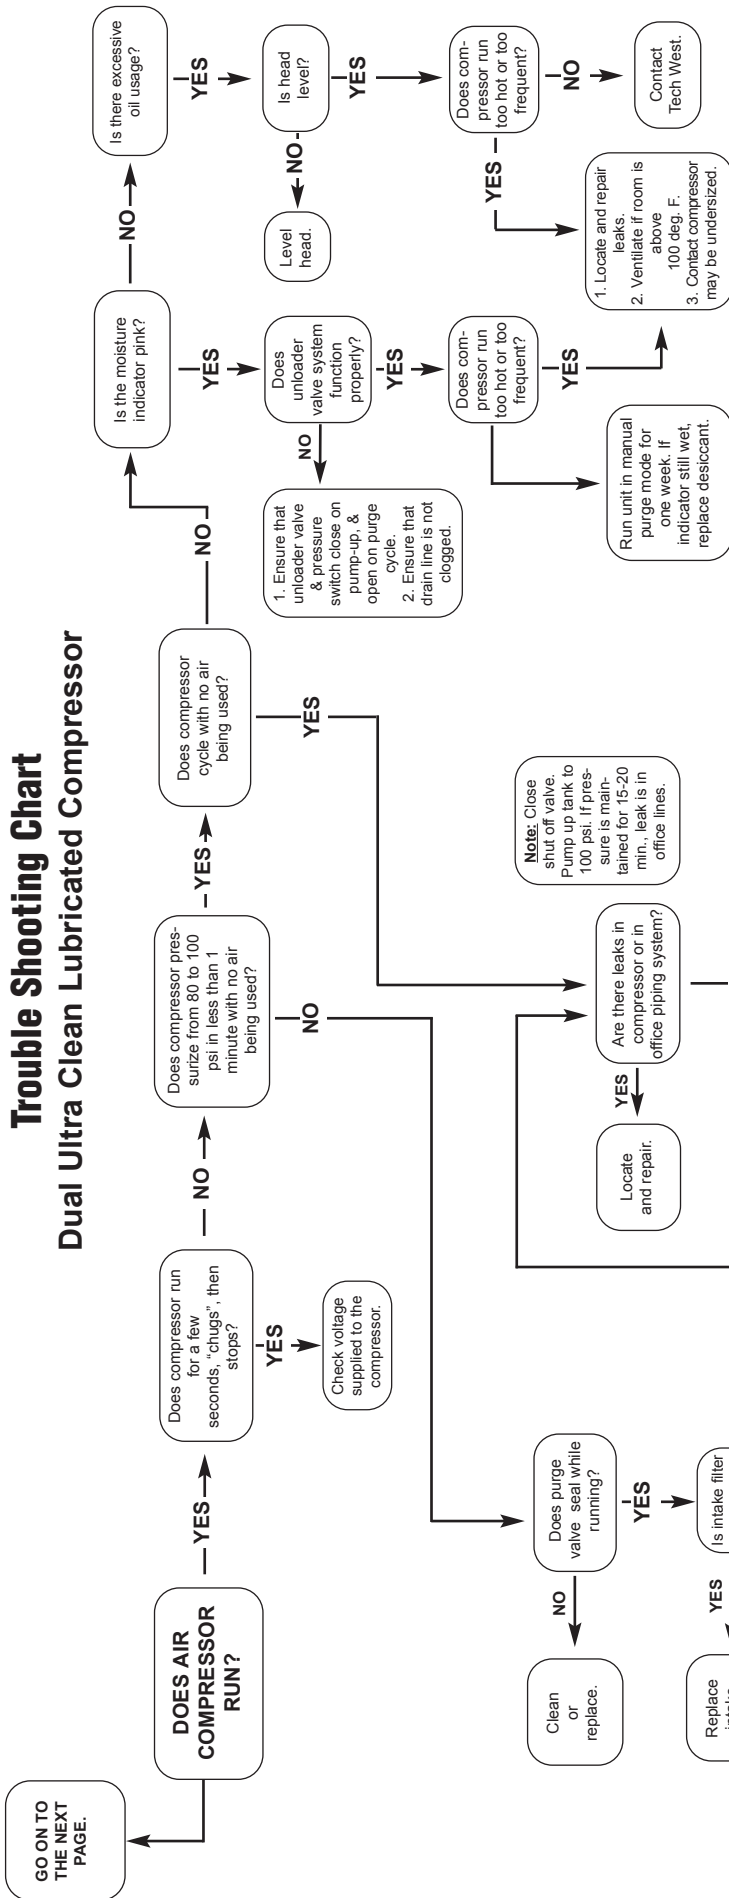 Trouble Shooting Chart
Dual Ultra Clean Lubricated Compressor
GO ON TO
THE NEXT
PAGE.
DOES AIR
COMPRESSOR
RUN?
YES
Does compressor run
for a few
seconds, “chugs”, then
stops?
YES
Check voltage
supplied to the
compressor.
NO
Does compressor pres-
surize from 80 to 100
psi in less than 1
minute with no air
being used?
NO
YES
Does compressor
cycle with no air
being used?
YES
NO
Is the moisture
indicator pink?
YES
NO
Is there excessive
oil usage?
YES
Is head
level?
NO
Level
head.
YES
Does com-
pressor run
too hot or too
frequent?
YES
NO
Contact
Tech West.
Does
unloader
valve system
function
properly?
NO
1. Ensure that
unloader valve
& pressure
switch close on
pump-up, &
open on purge
cycle.
2. Ensure that
drain line is not
clogged.
YES
Does com-
pressor run
too hot or too
frequent?
YES
1. Locate and repair
leaks.
2. Ventilate if room is
above
100 deg. F.
3. Contact compressor
may be undersized.
Run unit in manual
purge mode for
one week. If
indicator still wet,
replace desiccant.
Note: Close
shut off valve.
Pump up tank to
100 psi. If pres-
sure is main-
tained for 15-20
min., leak is in
office lines.
Are there leaks in
compressor or in
office piping system?
YES
Locate
and repair.
Does purge
valve seal while
running?
NO
Clean
or
replace.
YES
Is intake filter
YES
Replace